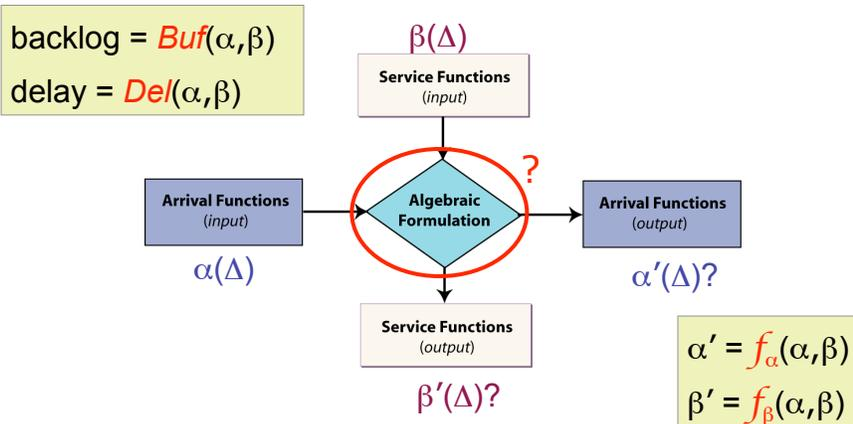 backlog = Buf(α,β)
delay = Del(α,β)
β(Δ)
Service Functions
(input)
?
Arrival Functions
(input)
Algebraic
Formulation
Arrival Functions
(output)
α(Δ)
α′(Δ)?
Service Functions
(output)
β′(Δ)?
α′ = fα(α,β)
β′ = fβ(α,β)